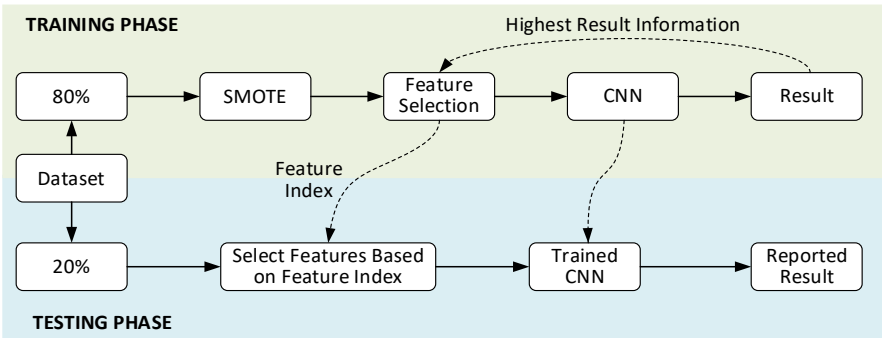 TRAINING PHASE
Highest Result Information
80%
SMOTE
Feature
Selection
CNN
Result
Dataset
Feature
Index
20%
Select Features Based
on Feature Index
Trained
CNN
Reported
Result
TESTING PHASE